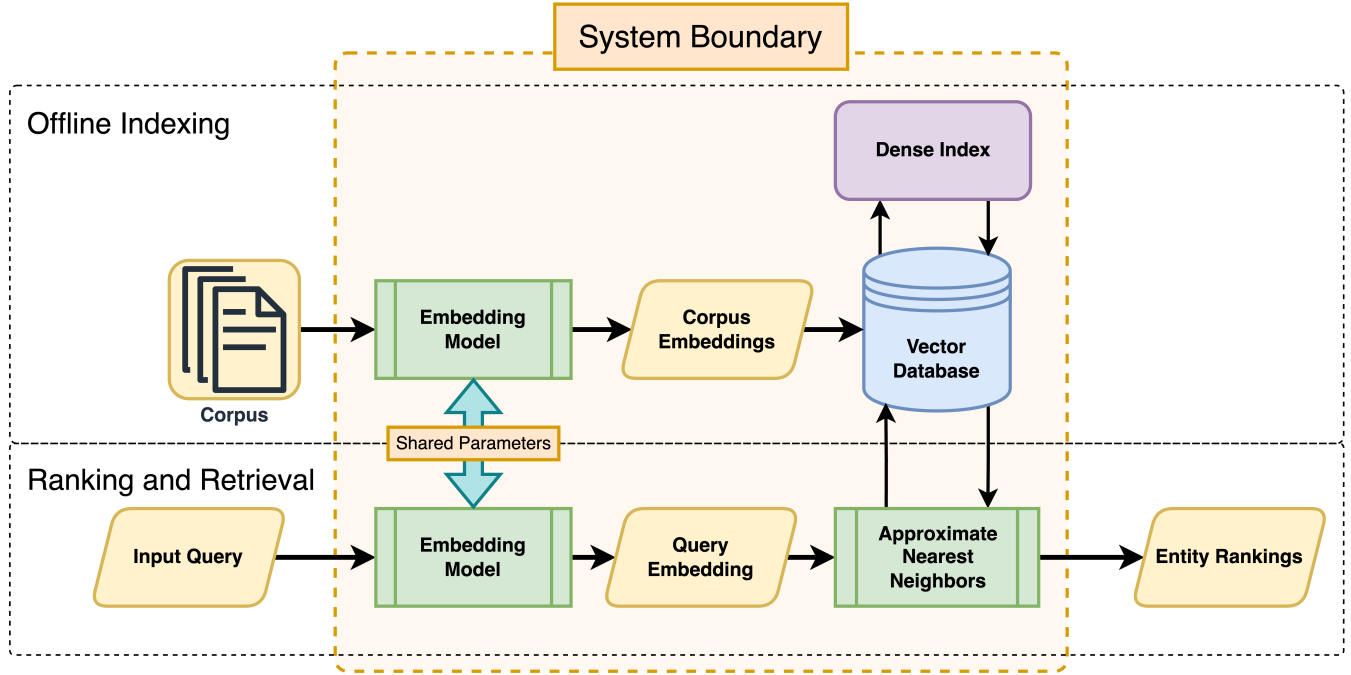 System Boundary
Offline Indexing
Dense Index
Embedding
Model
Corpus
Embeddings
Vector
Database
Corpus
Shared Parameters
Ranking and Retrieval
Input Query
Embedding
Model
Query
Embedding
Approximate
Nearest
Neighbors
Entity Rankings